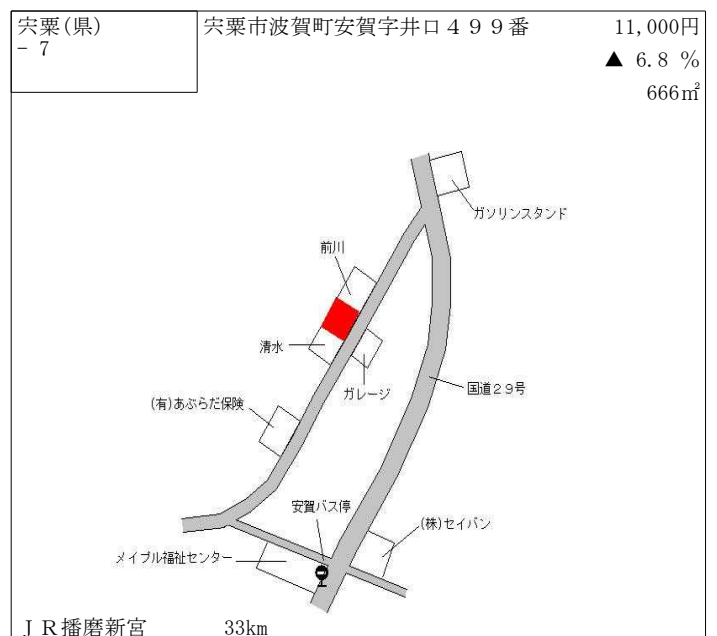 宍粟(県) 宍粟市波賀町安賀字井口４９９番 11,000円
－７ ▲ 6.8 %
666㎡
ガソリンスタンド
前川
清水
ガレージ
国道２９号
(有)あぶらだ保険
安賀バス停
(株)セイバン
メイプル福祉センター
ＪＲ播磨新宮 33km